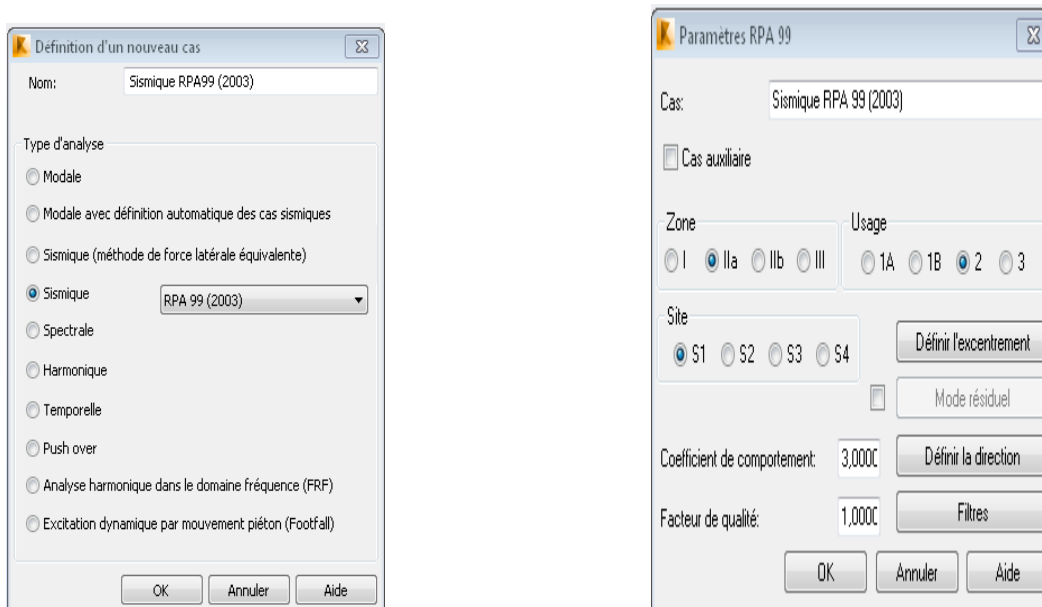 Définition d'un nouveau cas
Nom: Sismique RPA99 (2003)
Type d'analyse
Modale
Modale avec définition automatique des cas sismiques
Sismique (méthode de force latérale équivalente)
Sismique RPA 99 (2003)
Spectrale
Harmonique
Temporelle
Push over
Analyse harmonique dans le domaine fréquence (FRF)
Excitation dynamique par mouvement piéton (Footfall)
OK Annuler Aide
Paramètres RPA 99
Cas: Sismique RPA 99 (2003)
Cas auxiliaire
Zone Usage
I IIa IIb III 1A 1B 2 3
Site
S1 S2 S3 S4 Définir l'excentrement
Mode résiduel
Coefficient de comportement: 3,000 Définir la direction
Facteur de qualité: 1,000 Filtres
OK Annuler Aide